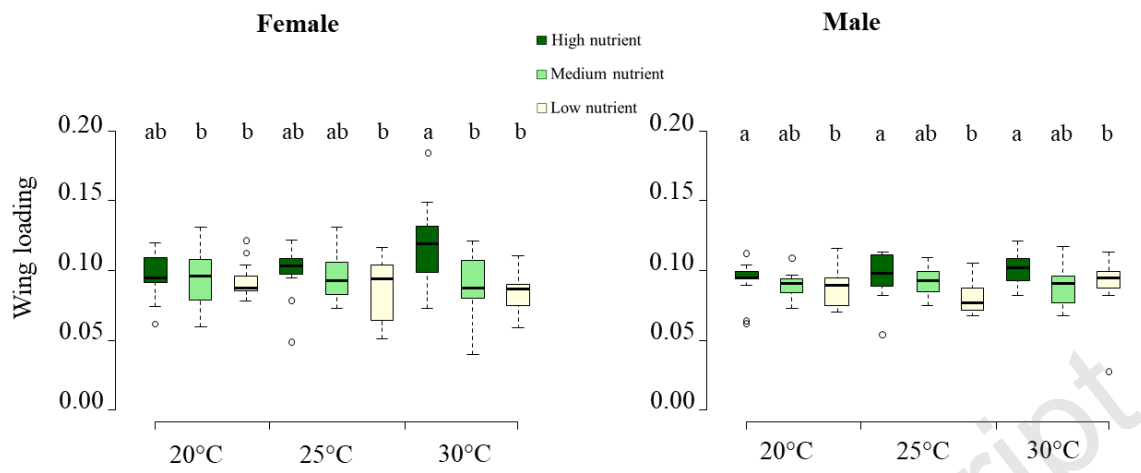 Female
Male
High nutrient
Medium nutrient
Low nutrient
Wing loading
0.20
0.15
0.10
0.05
0.00
ab b b ab ab b a b b
20°C 25°C 30°C
0.20
0.15
0.10
0.05
0.00
a ab b a ab b a ab b
20°C 25°C 30°C